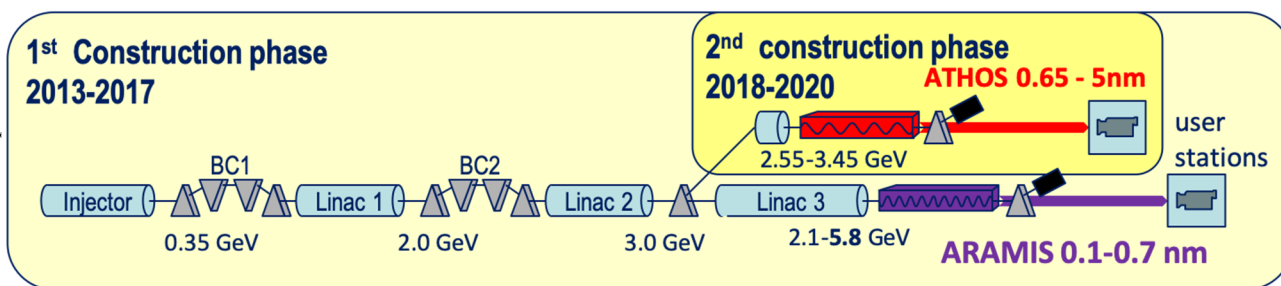 1st Construction phase
2013-2017
2nd construction phase
2018-2020
ATHOS 0.65 - 5nm
2.55-3.45 GeV
user
stations
BC1
BC2
Injector
Linac 1
Linac 2
Linac 3
0.35 GeV
2.0 GeV
3.0 GeV
2.1-5.8 GeV
ARAMIS 0.1-0.7 nm